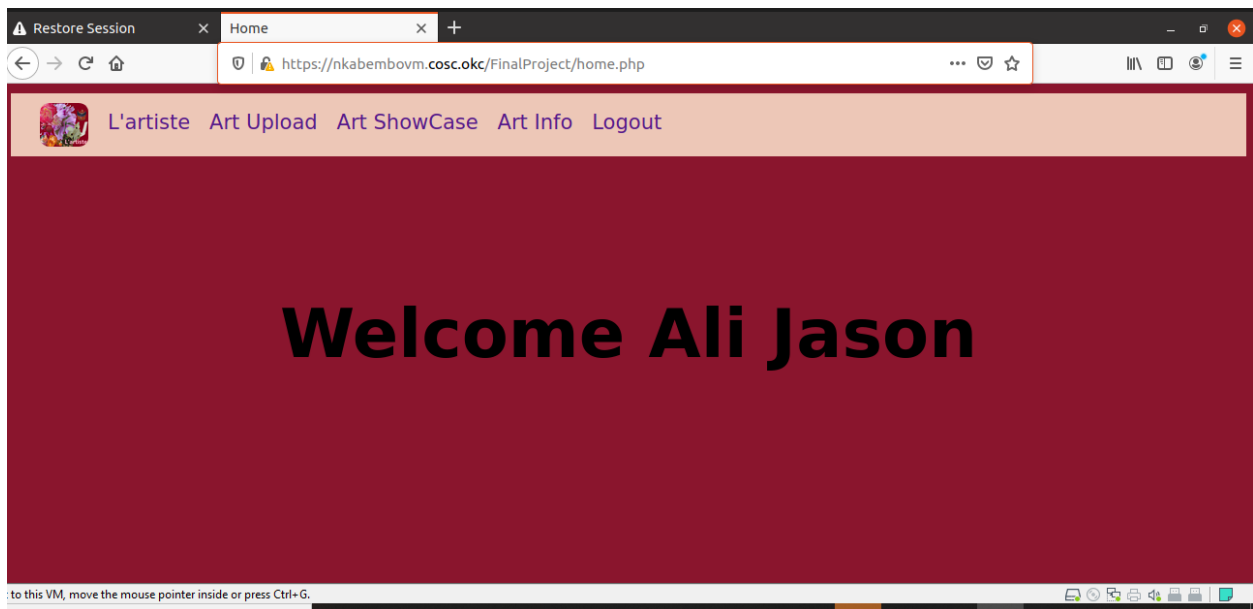 Restore Session
Home
https://nkabembovm.cosc.okc/FinalProject/home.php
L'artiste Art Upload Art ShowCase Art Info Logout
Welcome Ali Jason
to this VM, move the mouse pointer inside or press Ctrl+G.